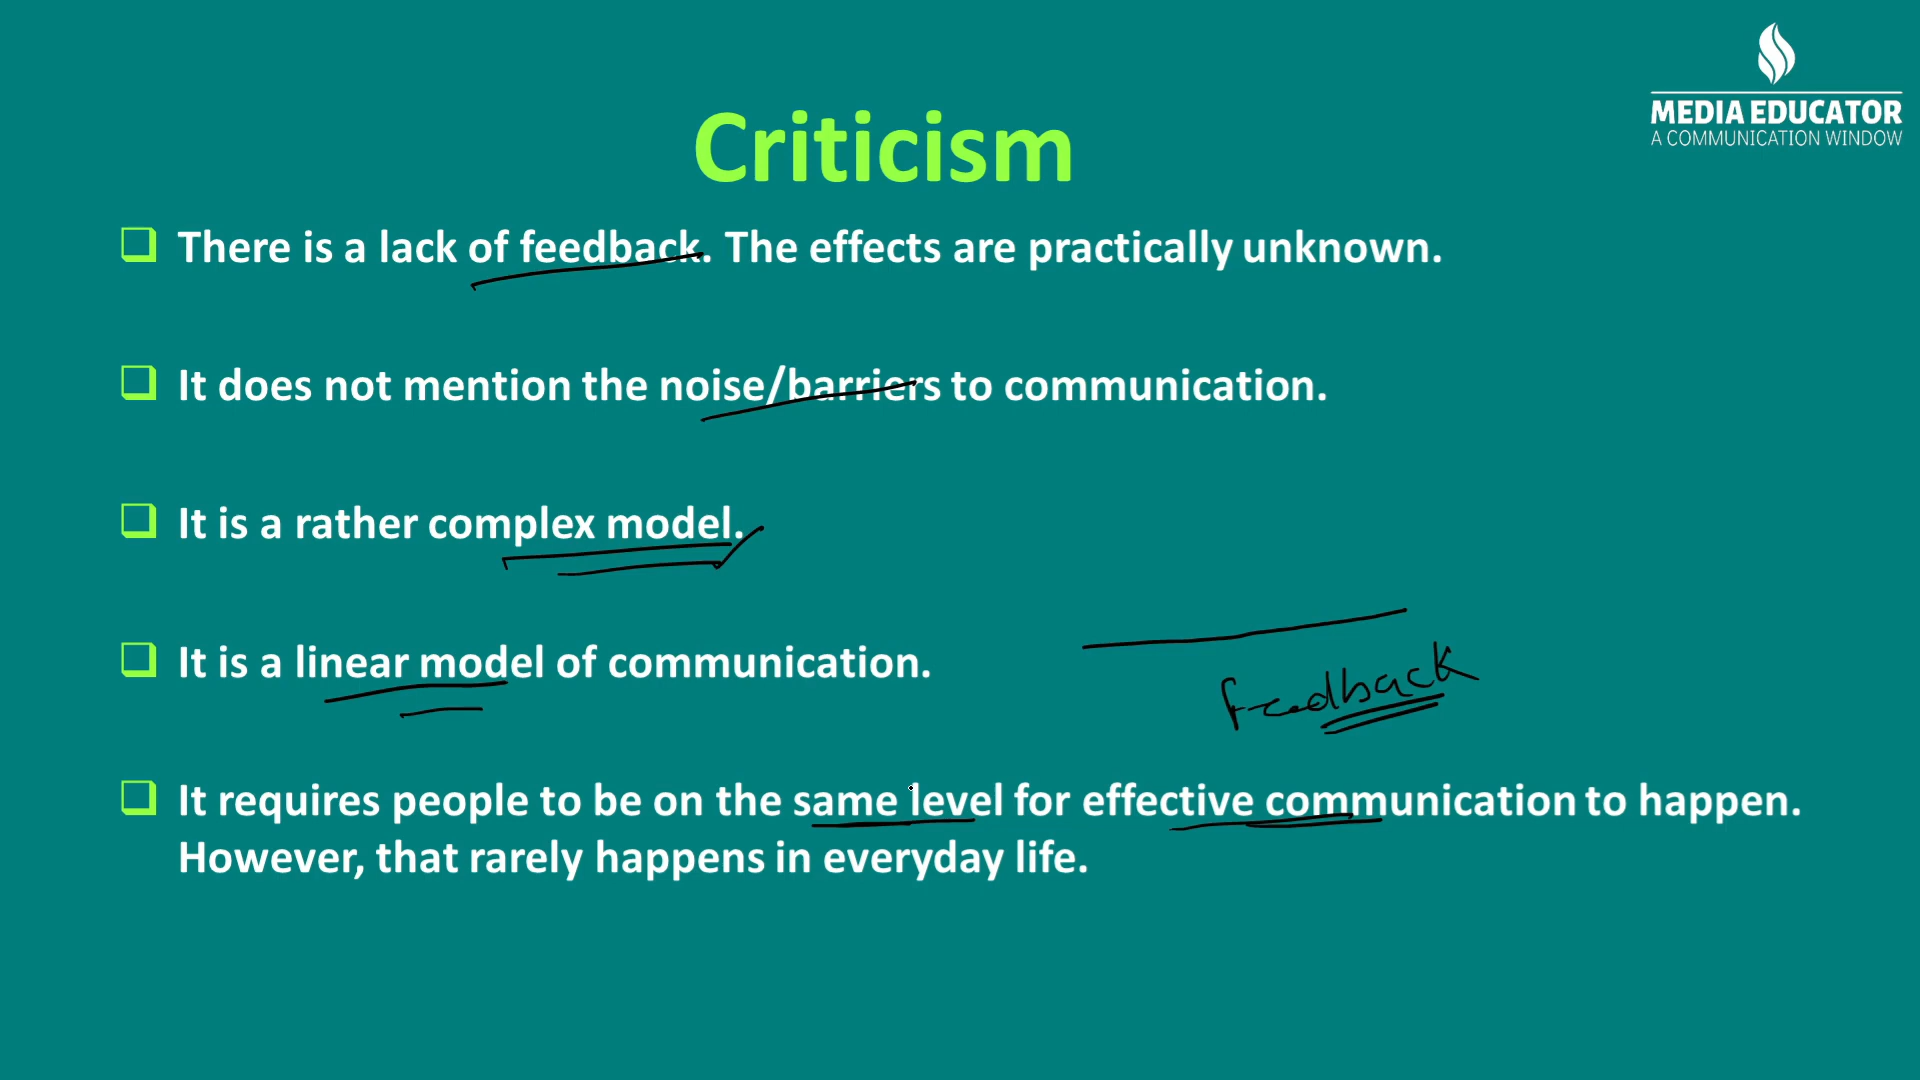 MEDIA EDUCATOR
A COMMUNICATION WINDOW
Criticism
There is a lack of feedback. The effects are practically unknown.
It does not mention the noise/barriers to communication.
It is a rather complex model.
It is a linear model of communication.
Feedback
It requires people to be on the same level for effective communication to happen.
However, that rarely happens in everyday life.